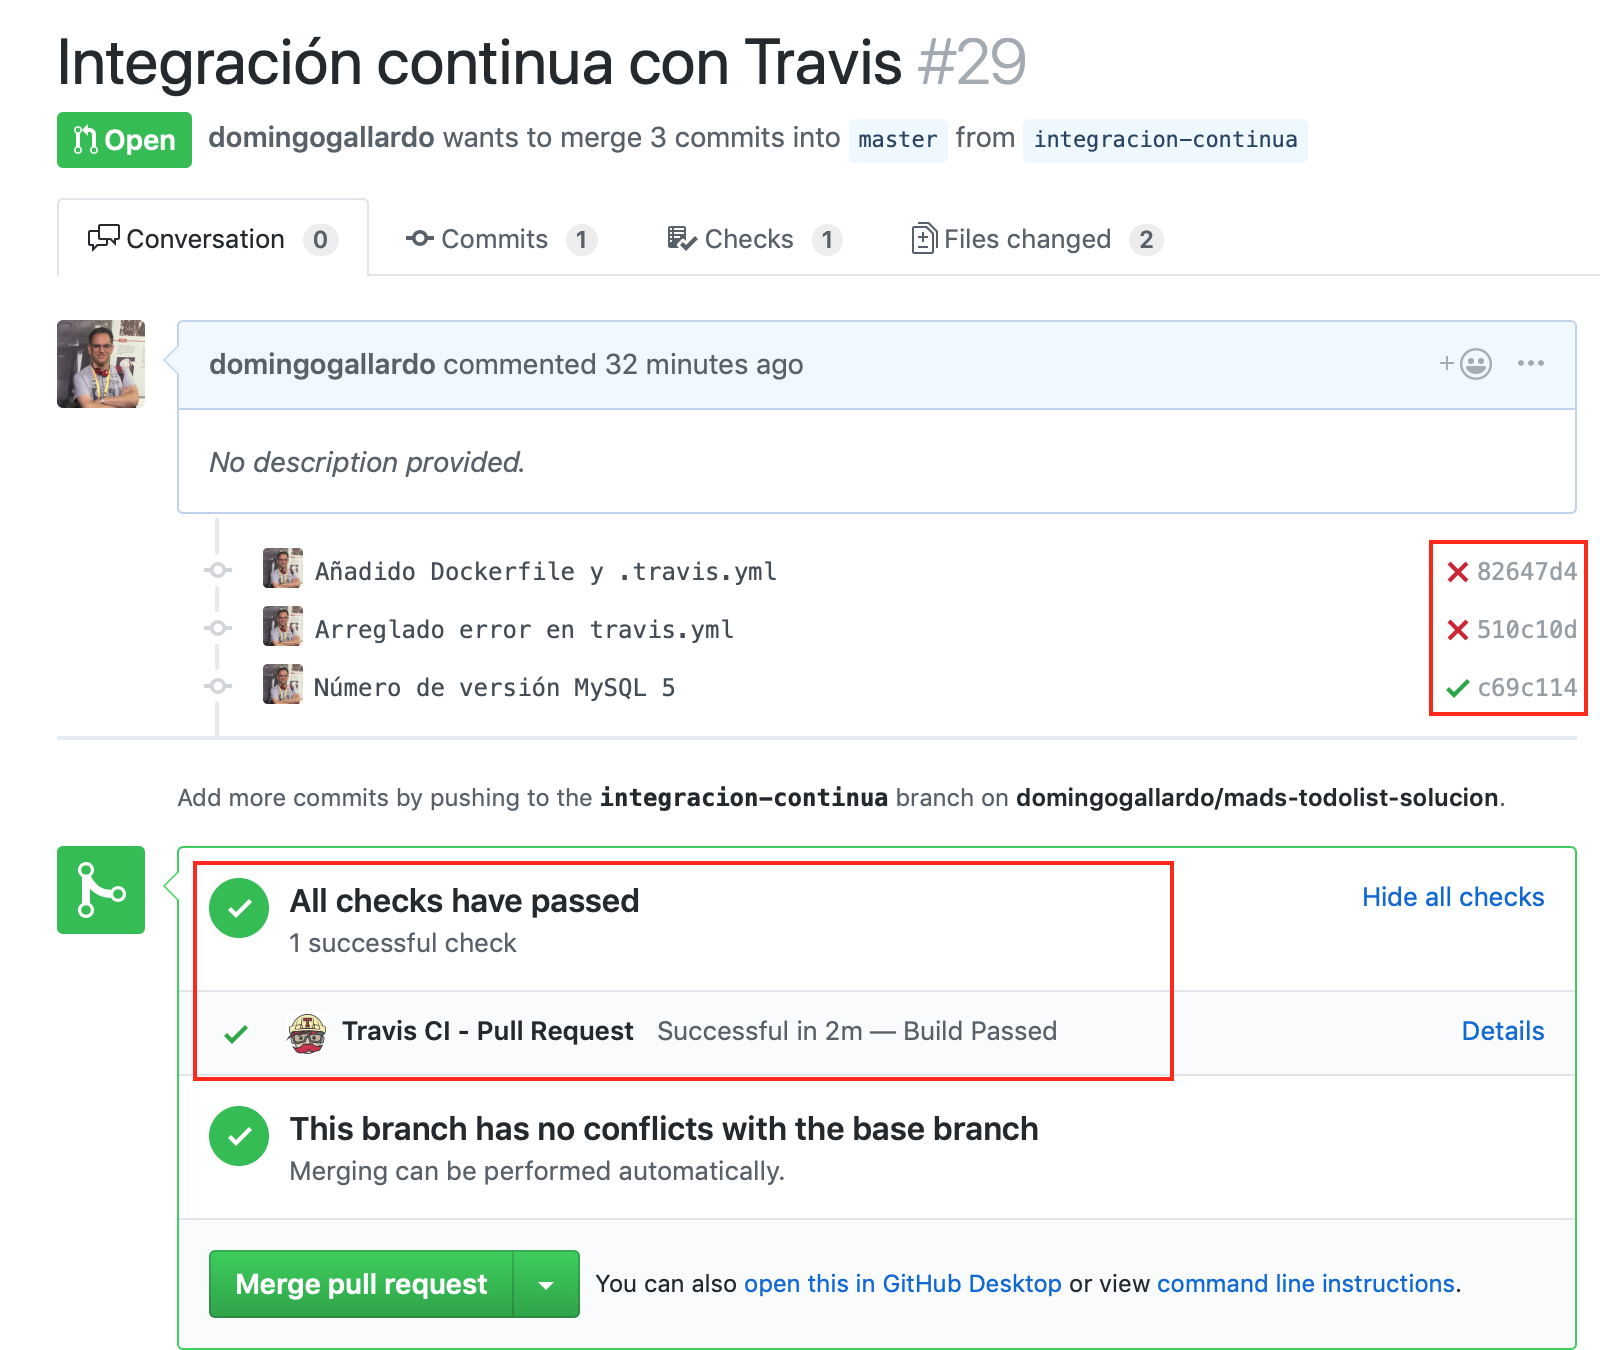 Integración continua con Travis #29
Open domingogallardo wants to merge 3 commits into master from integracion-continua
Conversation 0 Commits 1 Checks 1 Files changed 2
domingogallardo commented 32 minutes ago
No description provided.
Añadido Dockerfile y .travis.yml 82647d4
Arreglado error en travis.yml 510c10d
Número de versión MySQL 5 c69c114
Add more commits by pushing to the integracion-continua branch on domingogallardo/mads-todolist-solucion.
All checks have passed Hide all checks
1 successful check
Travis CI - Pull Request Successful in 2m — Build Passed Details
This branch has no conflicts with the base branch
Merging can be performed automatically.
Merge pull request You can also open this in GitHub Desktop or view command line instructions.